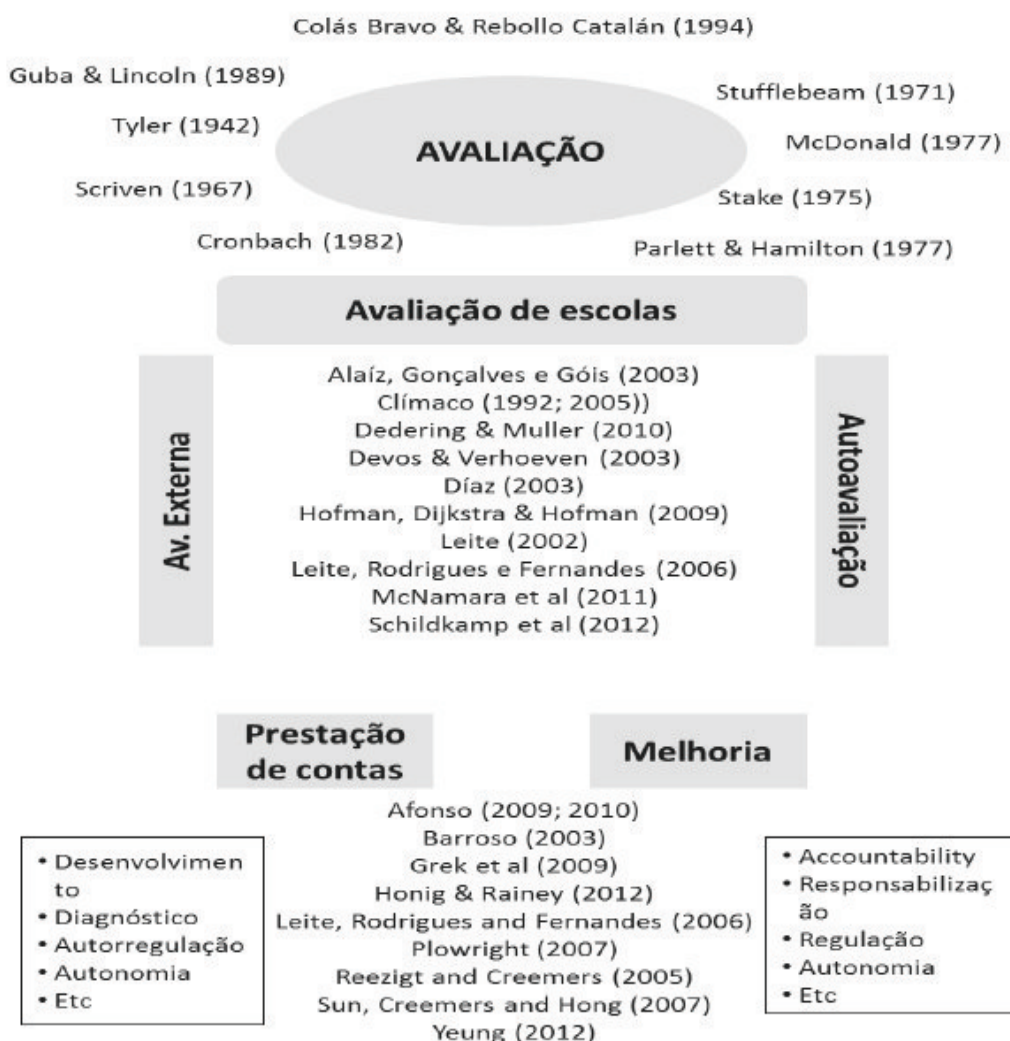 Colás Bravo & Rebollo Catalán (1994)
Guba & Lincoln (1989)
Stufflebeam (1971)
Tyler (1942)
AVALIAÇÃO
McDonald (1977)
Scriven (1967)
Stake (1975)
Cronbach (1982)
Parlett & Hamilton (1977)
Avaliação de escolas
Av. Externa
Alaíz, Gonçalves e Góis (2003)
Clímaco (1992; 2005))
Dedering & Muller (2010)
Devos & Verhoeven (2003)
Díaz (2003)
Hofman, Dijkstra & Hofman (2009)
Leite (2002)
Leite, Rodrigues e Fernandes (2006)
McNamara et al (2011)
Schildkamp et al (2012)
Autoavaliação
Prestação
de contas
Melhoria
Afonso (2009; 2010)
Barroso (2003)
Grek et al (2009)
Honig & Rainey (2012)
Leite, Rodrigues and Fernandes (2006)
Plowright (2007)
Reezigt and Creemers (2005)
Sun, Creemers and Hong (2007)
Yeung (2012)
• Desenvolvimen
to
• Diagnóstico
• Autorregulação
• Autonomia
• Etc
• Accountability
• Responsabilizaç
ão
• Regulação
• Autonomia
• Etc